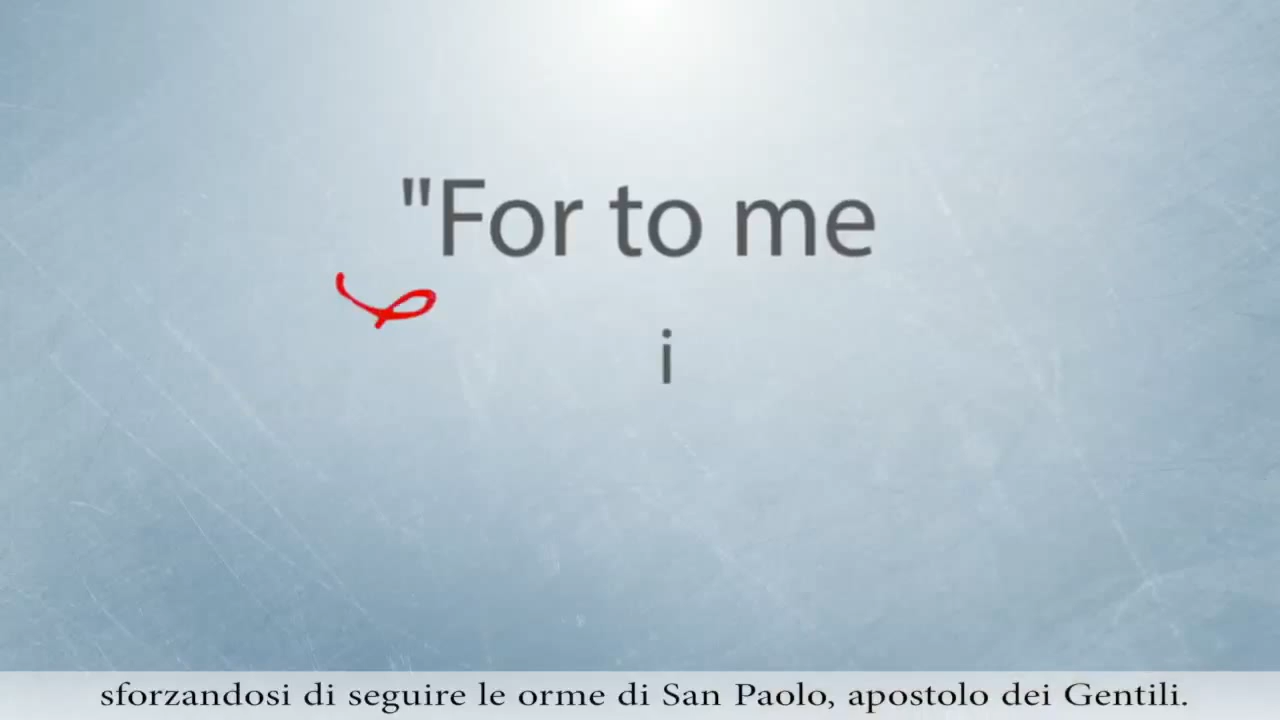 "For to me
i
sforzandosi di seguire le orme di San Paolo, apostolo dei Gentili.